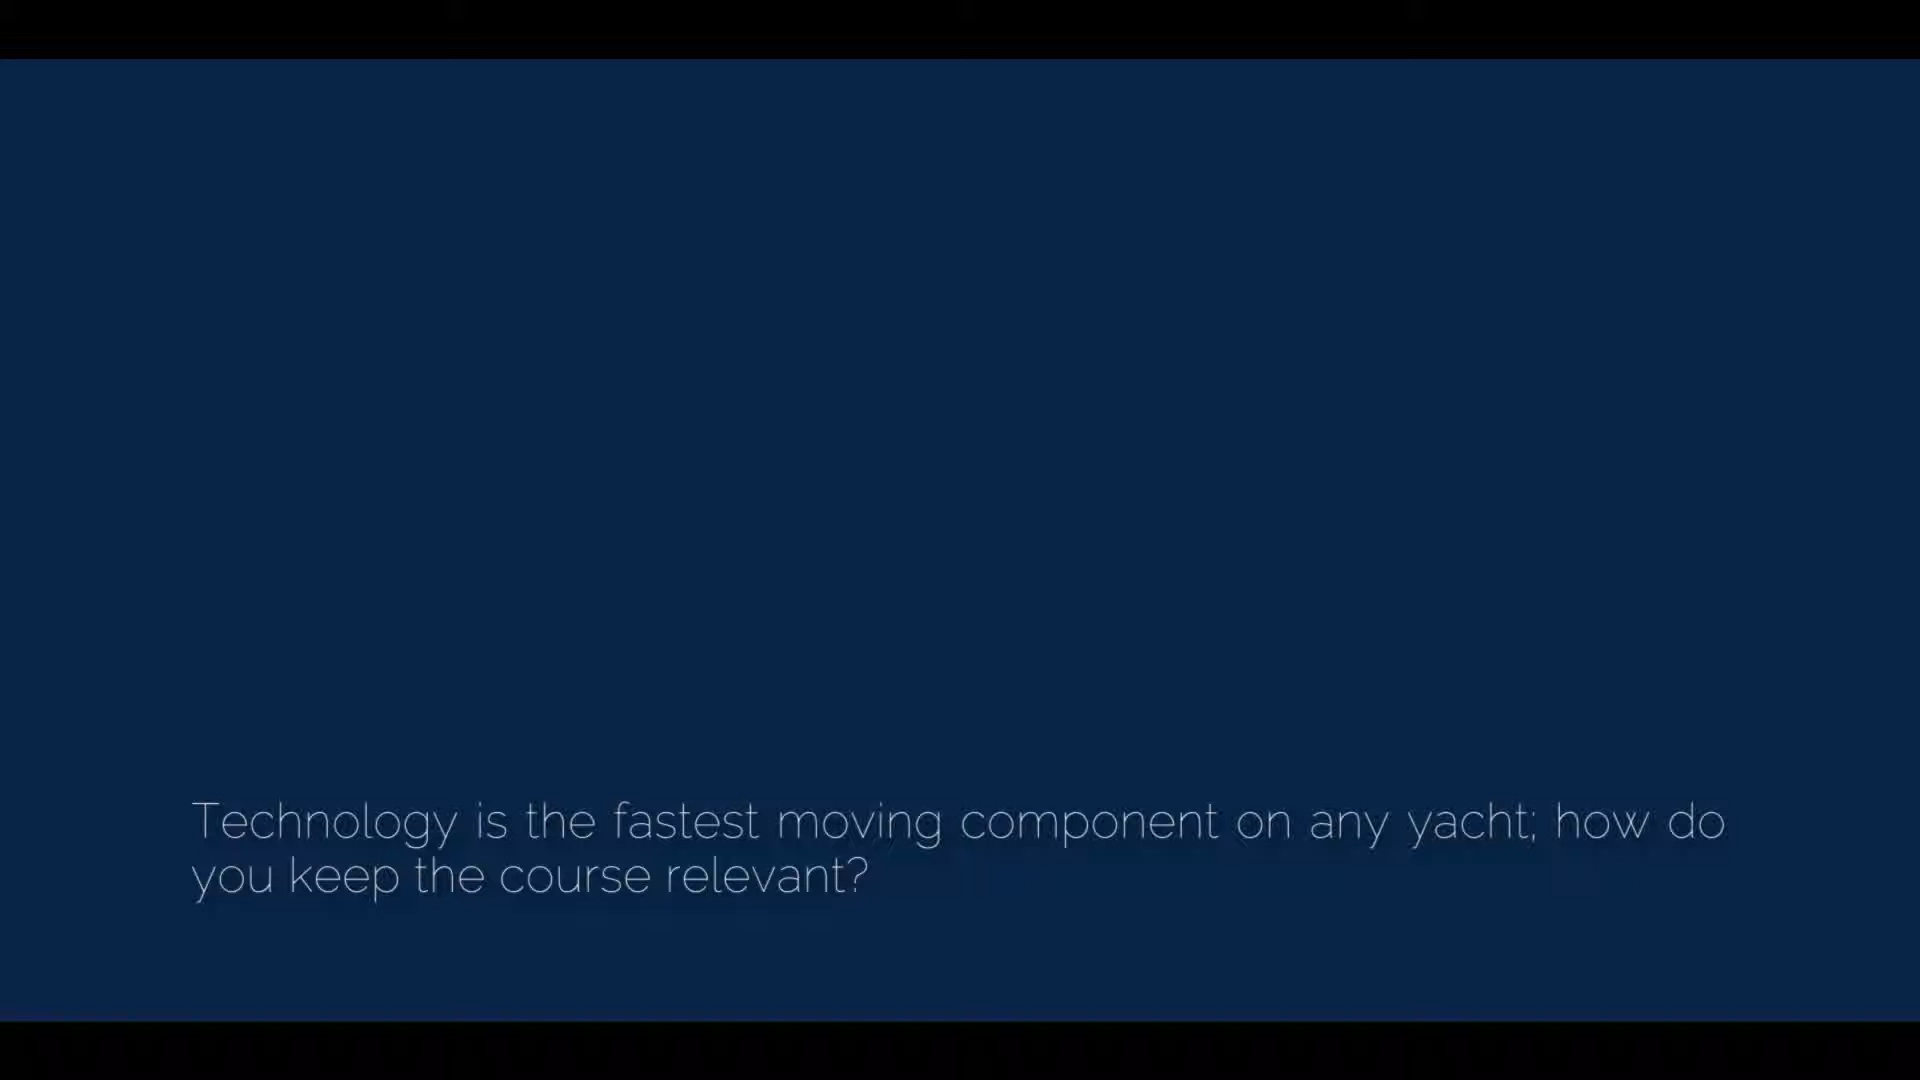 Technology is the fastest moving component on any yacht; how do
you keep the course relevant?